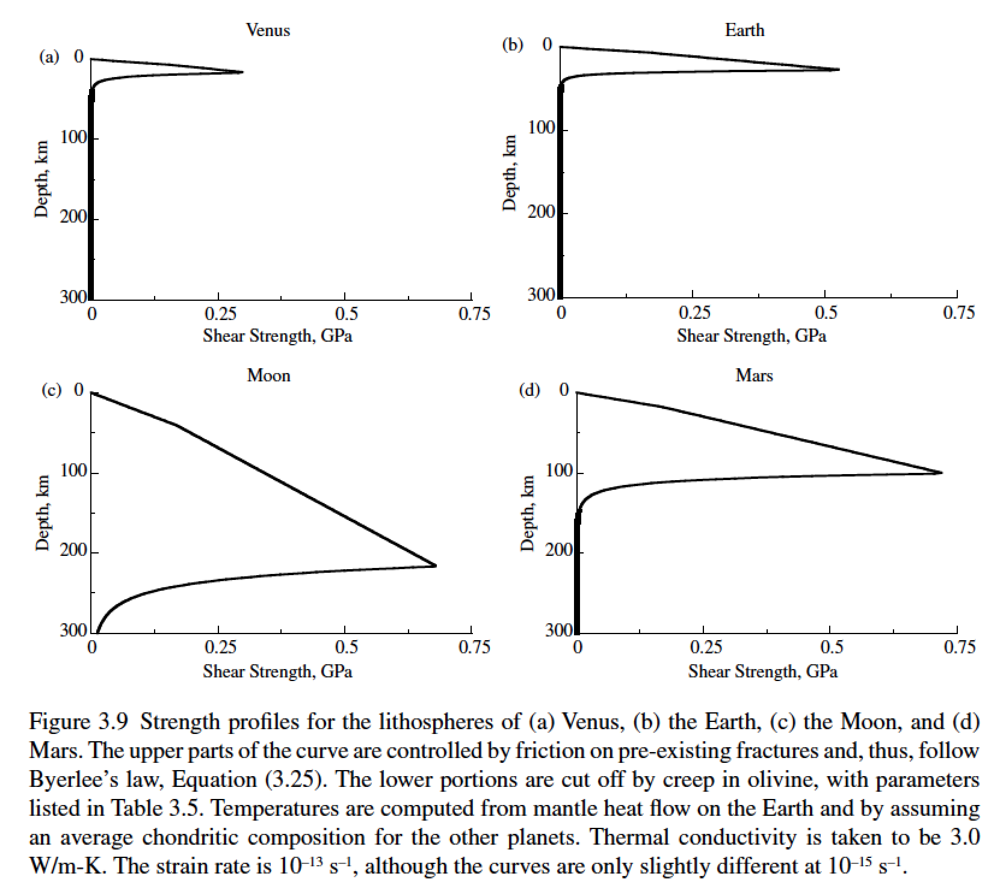 Venus
(a)
0
100
200
300
Depth, km
0 0.25 0.5 0.75
Shear Strength, GPa
Earth
(b)
0
100
200
300
Depth, km
0 0.25 0.5 0.75
Shear Strength, GPa
Moon
(c)
0
100
200
300
Depth, km
0 0.25 0.5 0.75
Shear Strength, GPa
Mars
(d)
0
100
200
300
Depth, km
0 0.25 0.5 0.75
Shear Strength, GPa
Figure 3.9 Strength profiles for the lithospheres of (a) Venus, (b) the Earth, (c) the Moon, and (d)
Mars. The upper parts of the curve are controlled by friction on pre-existing fractures and, thus, follow
Byerlee’s law, Equation (3.25). The lower portions are cut off by creep in olivine, with parameters
listed in Table 3.5. Temperatures are computed from mantle heat flow on the Earth and by assuming
an average chondritic composition for the other planets. Thermal conductivity is taken to be 3.0
W/m-K. The strain rate is 10⁻¹³ s⁻¹, although the curves are only slightly different at 10⁻¹⁵ s⁻¹.